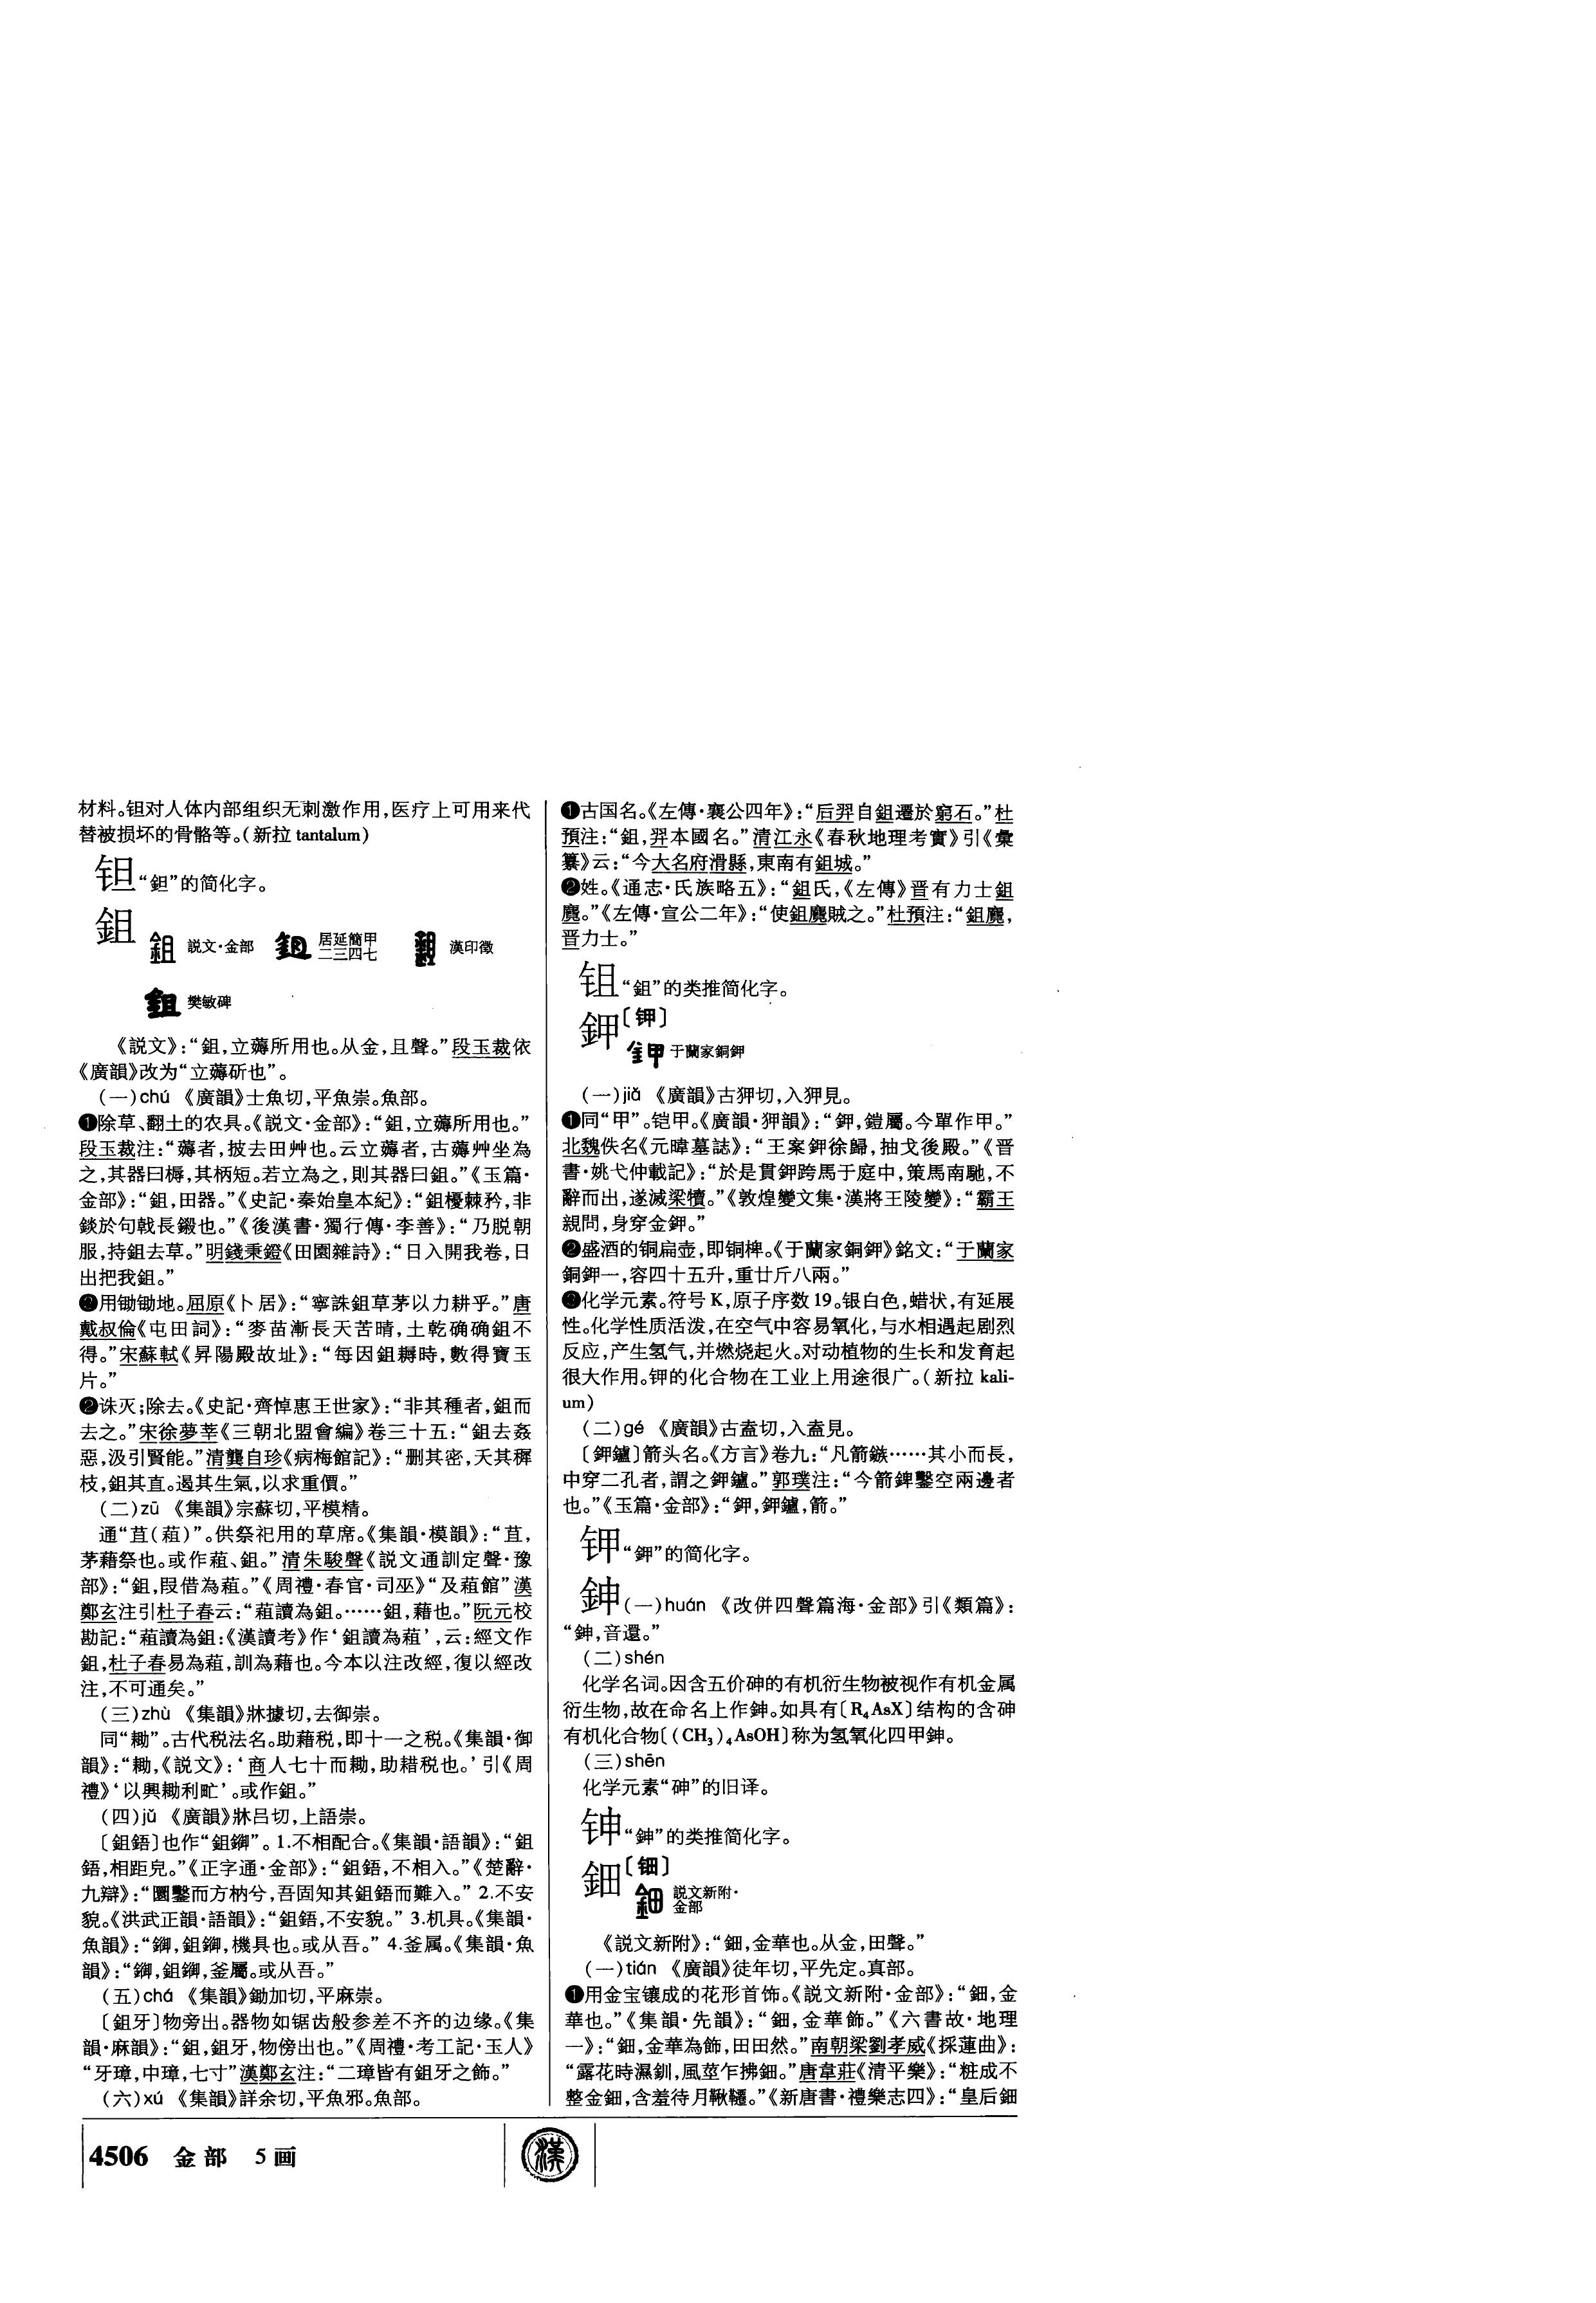 材料。钽对人体内部组织无刺激作用,医疗上可用来代
替被损坏的骨骼等。(新拉 tantalum)
钽“鉭”的简化字。
鉏
説文·金部
居延簡甲
二三四七
漢印徵
樊敏碑
《説文》:“鉏,立薅所用也。从金,且聲。”段玉裁依
《廣韻》改为“立薅斫也”。
(一)chú 《廣韻》士魚切,平魚崇。魚部。
❶除草、翻土的农具。《説文·金部》:“鉏,立薅所用也。”
段玉裁注:“薅者,披去田艸也。云立薅者,古薅艸坐為
之,其器曰槈,其柄短。若立為之,則其器曰鉏。”《玉篇·
金部》:“鉏,田器。”《史記·秦始皇本紀》:“鉏櫌棘矜,非
錟於句戟長鎩也。”《後漢書·獨行傳·李善》:“乃脱朝
服,持鉏去草。”明錢秉鐙《田園雜詩》:“日入開我卷,日
出把我鉏。”
❸用锄锄地。屈原《卜居》:“寧誅鉏草茅以力耕乎。”唐
戴叔倫《屯田詞》:“麥苗漸長天苦晴,土乾确确鉏不
得。”宋蘇軾《昇陽殿故址》:“每因鉏耨時,數得寶玉
片。”
❷诛灭;除去。《史記·齊悼惠王世家》:“非其種者,鉏而
去之。”宋徐夢莘《三朝北盟會編》卷三十五:“鉏去姦
惡,汲引賢能。”清龔自珍《病梅館記》:“删其密,夭其稺
枝,鉏其直。遏其生氣,以求重價。”
(二)zū 《集韻》宗蘇切,平模精。
通“苴(蒩)”。供祭祀用的草席。《集韻·模韻》:“苴,
茅藉祭也。或作蒩、鉏。”清朱駿聲《説文通訓定聲·豫
部》:“鉏,叚借為蒩。”《周禮·春官·司巫》“及蒩館”漢
鄭玄注引杜子春云:“蒩讀為鉏。……鉏,藉也。”阮元校
勘記:“蒩讀為鉏:《漢讀考》作‘鉏讀為蒩’,云:經文作
鉏,杜子春易為蒩,訓為藉也。今本以注改經,復以經改
注,不可通矣。”
(三)zhù 《集韻》牀據切,去御崇。
同“耡”。古代税法名。助藉税,即十一之税。《集韻·御
韻》:“耡,《説文》:‘商人七十而耡,助耤税也。’引《周
禮》‘以興耡利甿’。或作鉏。”
(四)jǔ 《廣韻》牀吕切,上語崇。
〔鉏鋙〕也作“鉏鋤”。1.不相配合。《集韻·語韻》:“鉏
鋙,相距皃。”《正字通·金部》:“鉏鋙,不相入。”《楚辭·
九辯》:“圜鑿而方枘兮,吾固知其鉏鋙而難入。” 2.不安
貌。《洪武正韻·語韻》:“鉏鋙,不安貌。” 3.机具。《集韻·
魚韻》:“鋤,鉏鋤,機具也。或从吾。” 4.釜属。《集韻·魚
韻》:“鋤,鉏鋤,釜屬。或从吾。”
(五)chá 《集韻》鋤加切,平麻崇。
〔鉏牙〕物旁出。器物如锯齿般参差不齐的边缘。《集
韻·麻韻》:“鉏,鉏牙,物傍出也。”《周禮·考工記·玉人》
“牙璋,中璋,七寸”漢鄭玄注:“二璋皆有鉏牙之飾。”
(六)xú 《集韻》詳余切,平魚邪。魚部。
❶古国名。《左傳·襄公四年》:“后羿自鉏遷於窮石。”杜
預注:“鉏,羿本國名。”清江永《春秋地理考實》引《彙
纂》云:“今大名府滑縣,東南有鉏城。”
❷姓。《通志·氏族略五》:“鉏氏,《左傳》晋有力士鉏
麑。”《左傳·宣公二年》:“使鉏麑賊之。”杜預注:“鉏麑,
晋力士。”
𫓶“鉏”的类推简化字。
鉀〔钾〕
于蘭家銅鉀
(一)jiǎ 《廣韻》古狎切,入狎見。
❶同“甲”。铠甲。《廣韻·狎韻》:“鉀,鎧屬。今單作甲。”
北魏佚名《元暐墓誌》:“王案鉀徐歸,抽戈後殿。”《晋
書·姚弋仲載記》:“於是貫鉀跨馬于庭中,策馬南馳,不
辭而出,遂滅梁犢。”《敦煌變文集·漢將王陵變》:“霸王
親問,身穿金鉀。”
❷盛酒的铜扁壶,即铜椑。《于蘭家銅鉀》銘文:“于蘭家
銅鉀一,容四十五升,重廿斤八兩。”
❸化学元素。符号 K,原子序数 19。银白色,蜡状,有延展
性。化学性质活泼,在空气中容易氧化,与水相遇起剧烈
反应,产生氢气,并燃烧起火。对动植物的生长和发育起
很大作用。钾的化合物在工业上用途很广。(新拉 kali-
um)
(二)gé 《廣韻》古盍切,入盍見。
〔鉀鑪〕箭头名。《方言》卷九:“凡箭鏃……其小而長,
中穿二孔者,謂之鉀鑪。”郭璞注:“今箭錍鑿空兩邊者
也。”《玉篇·金部》:“鉀,鉀鑪,箭。”
钾“鉀”的简化字。
鉮(一)huán 《改併四聲篇海·金部》引《類篇》:
“鉮,音還。”
(二)shén
化学名词。因含五价砷的有机衍生物被视作有机金属
衍生物,故在命名上作鉮。如具有〔R₄AsX〕结构的含砷
有机化合物〔(CH₃)₄AsOH〕称为氢氧化四甲鉮。
(三)shēn
化学元素“砷”的旧译。
𬬹“鉮”的类推简化字。
鈿〔钿〕
説文新附·
金部
《説文新附》:“鈿,金華也。从金,田聲。”
(一)tián 《廣韻》徒年切,平先定。真部。
❶用金宝镶成的花形首饰。《説文新附·金部》:“鈿,金
華也。”《集韻·先韻》:“鈿,金華飾。”《六書故·地理
一》:“鈿,金華為飾,田田然。”南朝梁劉孝威《採蓮曲》:
“露花時濕釧,風莖乍拂鈿。”唐韋莊《清平樂》:“粧成不
整金鈿,含羞待月鞦韆。”《新唐書·禮樂志四》:“皇后鈿
4506 金部 5画
漢